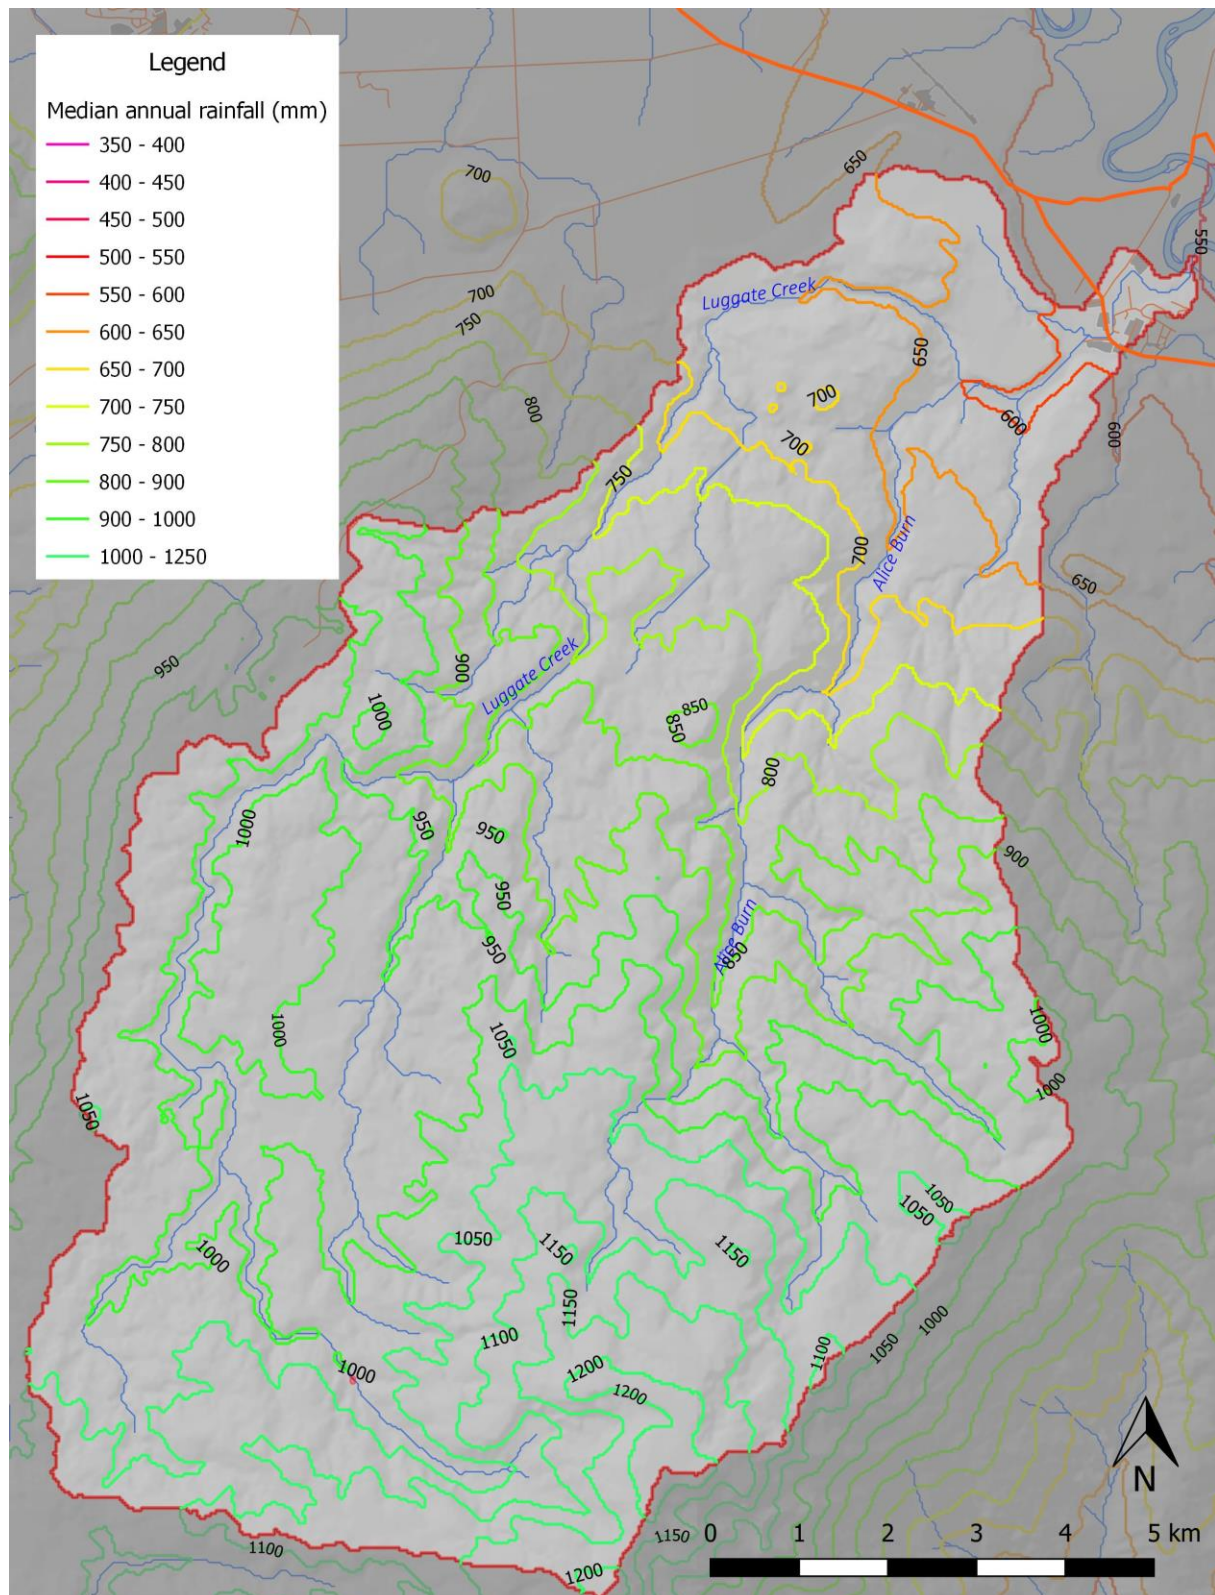 Legend
Median annual rainfall (mm)
350 - 400
400 - 450
450 - 500
500 - 550
550 - 600
600 - 650
650 - 700
700 - 750
750 - 800
800 - 900
900 - 1000
1000 - 1250
650
700
550
Luggate Creek
700
750
650
700
800
600
600
700
750
700
Alice Burn
650
950
900
Luggate Creek
1000
850
850
800
1000
950
950
900
950
Alice Burn
850
950
1000
1050
1000
1000
1050
1050
1050
1000
1050
1150
1150
1150
1100
1000
1050
1100
1000
1200
1200
N
1150
0 1 2 3 4 5 km
1100
1200